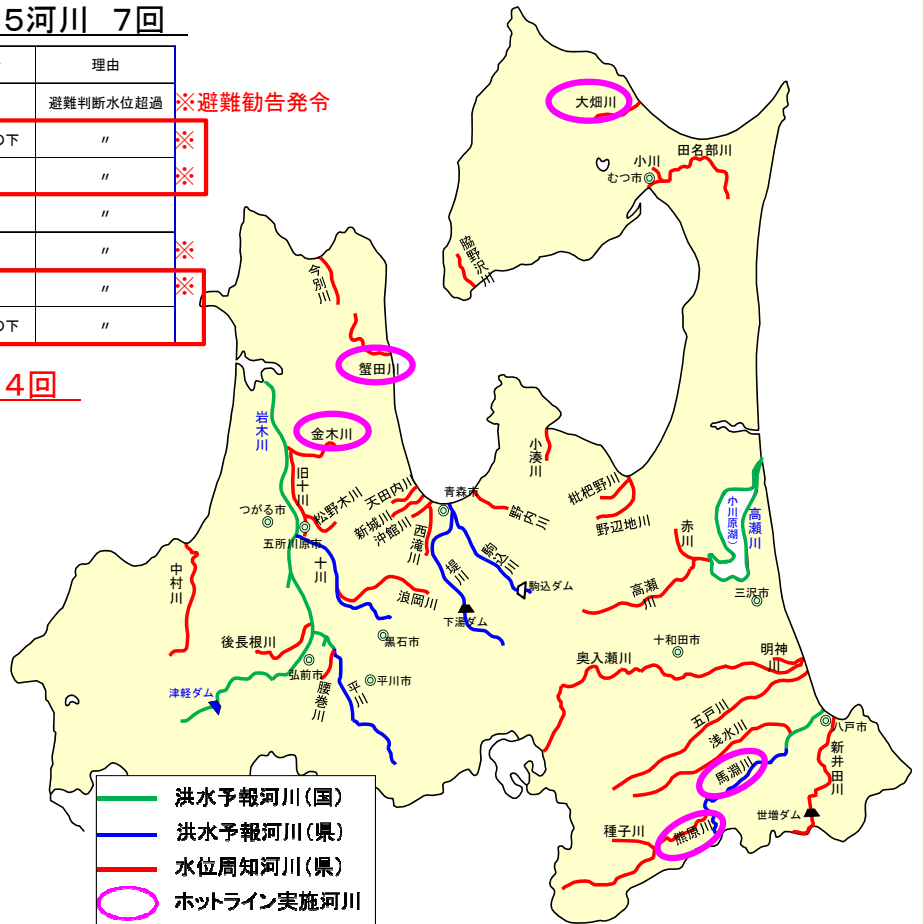 5河川 7回
理由
避難判断水位超過
※避難勧告発令
の下
〃
※
〃
※
〃
〃
※
〃
※
の下
〃
4回
大畑川
田名部川
小川
むつ市
脇野沢川
今別川
蟹田川
金木川
岩木川
旧十川
つがる市
松野木川
五所川原市
十川
天田内川
新城川
沖館川
西滝川
青森市
堤川
駒込川
野内川
小湊川
枇杷野川
野辺地川
赤川
高瀬川
小川原湖)
高瀬川
三沢市
中村川
浪岡川
駒込ダム
下湯ダム
黒石市
後長根川
弘前市
腰巻川
平川
平川市
津軽ダム
十和田市
奥入瀬川
明神川
五戸川
浅水川
八戸市
馬淵川
新井田川
世増ダム
種子川
熊原川
洪水予報河川(国)
洪水予報河川(県)
水位周知河川(県)
ホットライン実施河川